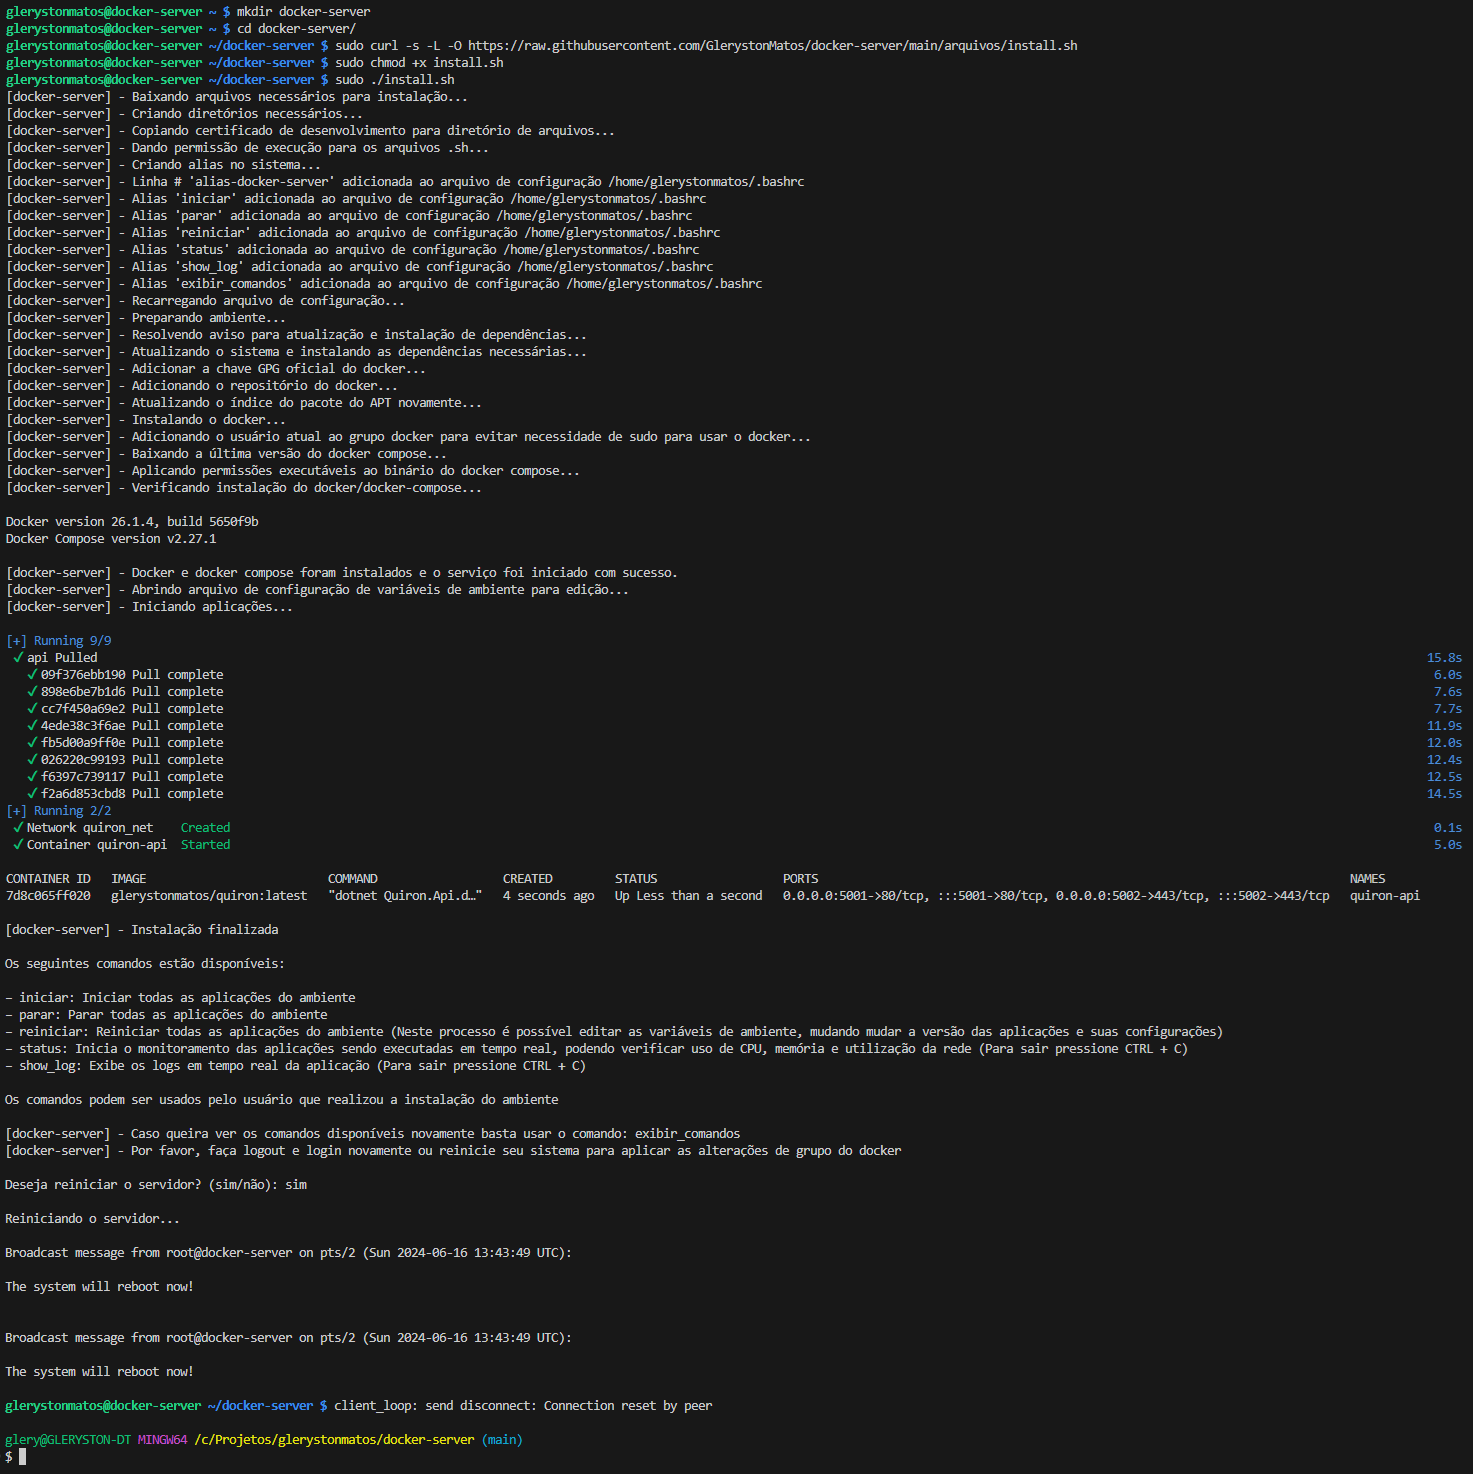 glerystonmatos@docker-server ~ $ mkdir docker-server
glerystonmatos@docker-server ~ $ cd docker-server/
glerystonmatos@docker-server ~/docker-server $ sudo curl -s -L -O https://raw.githubusercontent.com/GlerystonMatos/docker-server/main/arquivos/install.sh
glerystonmatos@docker-server ~/docker-server $ sudo chmod +x install.sh
glerystonmatos@docker-server ~/docker-server $ sudo ./install.sh
[docker-server] - Baixando arquivos necessários para instalação...
[docker-server] - Criando diretórios necessários...
[docker-server] - Copiando certificado de desenvolvimento para diretório de arquivos...
[docker-server] - Dando permissão de execução para os arquivos .sh...
[docker-server] - Criando alias no sistema...
[docker-server] - Linha # 'alias-docker-server' adicionada ao arquivo de configuração /home/glerystonmatos/.bashrc
[docker-server] - Alias 'iniciar' adicionada ao arquivo de configuração /home/glerystonmatos/.bashrc
[docker-server] - Alias 'parar' adicionada ao arquivo de configuração /home/glerystonmatos/.bashrc
[docker-server] - Alias 'reiniciar' adicionada ao arquivo de configuração /home/glerystonmatos/.bashrc
[docker-server] - Alias 'status' adicionada ao arquivo de configuração /home/glerystonmatos/.bashrc
[docker-server] - Alias 'show_log' adicionada ao arquivo de configuração /home/glerystonmatos/.bashrc
[docker-server] - Alias 'exibir_comandos' adicionada ao arquivo de configuração /home/glerystonmatos/.bashrc
[docker-server] - Recarregando arquivo de configuração...
[docker-server] - Preparando ambiente...
[docker-server] - Resolvendo aviso para atualização e instalação de dependências...
[docker-server] - Atualizando o sistema e instalando as dependências necessárias...
[docker-server] - Adicionar a chave GPG oficial do docker...
[docker-server] - Adicionando o repositório do docker...
[docker-server] - Atualizando o índice do pacote do APT novamente...
[docker-server] - Instalando o docker...
[docker-server] - Adicionando o usuário atual ao grupo docker para evitar necessidade de sudo para usar o docker...
[docker-server] - Baixando a última versão do docker compose...
[docker-server] - Aplicando permissões executáveis ao binário do docker compose...
[docker-server] - Verificando instalação do docker/docker-compose...
Docker version 26.1.4, build 5650f9b
Docker Compose version v2.27.1
[docker-server] - Docker e docker compose foram instalados e o serviço foi iniciado com sucesso.
[docker-server] - Abrindo arquivo de configuração de variáveis de ambiente para edição...
[docker-server] - Iniciando aplicações...
[+] Running 9/9
✔ api Pulled 15.8s
✔ 09f376ebb190 Pull complete 6.0s
✔ 898e6be7b1d6 Pull complete 7.6s
✔ cc7f450a69e2 Pull complete 7.7s
✔ 4ede38c3f6ae Pull complete 11.9s
✔ fb5d00a9ff0e Pull complete 12.0s
✔ 026220c99193 Pull complete 12.4s
✔ f6397c739117 Pull complete 12.5s
✔ f2a6d853cbd8 Pull complete 14.5s
[+] Running 2/2
✔ Network quiron_net Created 0.1s
✔ Container quiron-api Started 5.0s
CONTAINER ID IMAGE COMMAND CREATED STATUS PORTS NAMES
7d8c065ff020 glerystonmatos/quiron:latest "dotnet Quiron.Api.d…" 4 seconds ago Up Less than a second 0.0.0.0:5001->80/tcp, :::5001->80/tcp, 0.0.0.0:5002->443/tcp, :::5002->443/tcp quiron-api
[docker-server] - Instalação finalizada
Os seguintes comandos estão disponíveis:
– iniciar: Iniciar todas as aplicações do ambiente
– parar: Parar todas as aplicações do ambiente
– reiniciar: Reiniciar todas as aplicações do ambiente (Neste processo é possível editar as variáveis de ambiente, mudando mudar a versão das aplicações e suas configurações)
– status: Inicia o monitoramento das aplicações sendo executadas em tempo real, podendo verificar uso de CPU, memória e utilização da rede (Para sair pressione CTRL + C)
– show_log: Exibe os logs em tempo real da aplicação (Para sair pressione CTRL + C)
Os comandos podem ser usados pelo usuário que realizou a instalação do ambiente
[docker-server] - Caso queira ver os comandos disponíveis novamente basta usar o comando: exibir_comandos
[docker-server] - Por favor, faça logout e login novamente ou reinicie seu sistema para aplicar as alterações de grupo do docker
Deseja reiniciar o servidor? (sim/não): sim
Reiniciando o servidor...
Broadcast message from root@docker-server on pts/2 (Sun 2024-06-16 13:43:49 UTC):
The system will reboot now!
Broadcast message from root@docker-server on pts/2 (Sun 2024-06-16 13:43:49 UTC):
The system will reboot now!
glerystonmatos@docker-server ~/docker-server $ client_loop: send disconnect: Connection reset by peer
glery@GLERYSTON-DT MINGW64 /c/Projetos/glerystonmatos/docker-server (main)
$